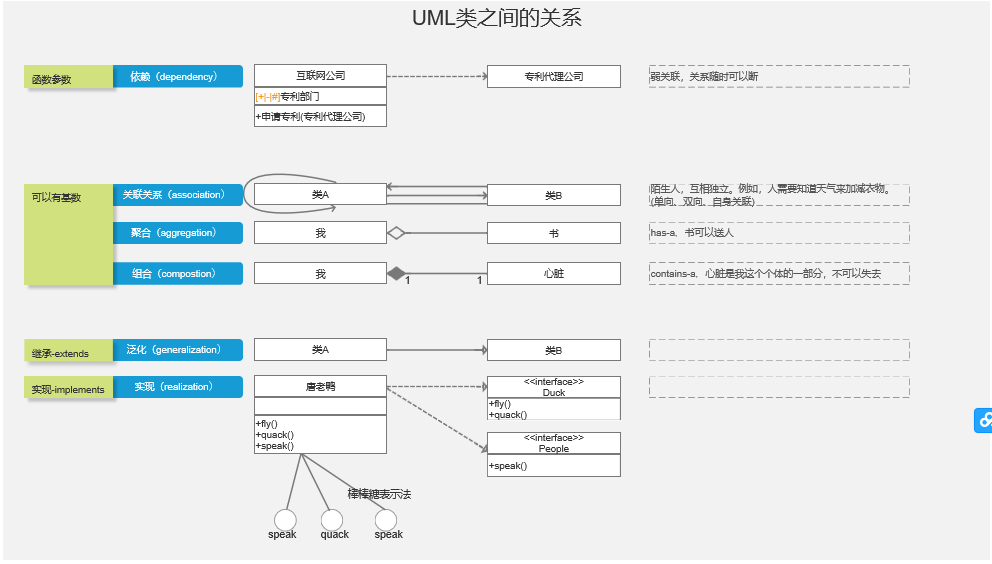 UML类之间的关系
函数参数
依赖（dependency）
互联网公司
专利代理公司
弱关联，关系随时可以断
[+|-|#]专利部门
+申请专利(专利代理公司)
可以有基数
关联关系（association）
类A
类B
陌生人，互相独立。例如，人需要知道天气来加减衣物。
(单向、双向、自身关联)
聚合（aggregation）
我
书
has-a，书可以送人
组合（compostion）
我
1
1
心脏
contains-a，心脏是我这个个体的一部分，不可以失去
继承-extends
泛化（generalization）
类A
类B
实现-implements
实现（realization）
唐老鸭
<<interface>>
Duck
+fly()
+quack()
+fly()
+quack()
+speak()
<<interface>>
People
+speak()
棒棒糖表示法
speak
quack
speak